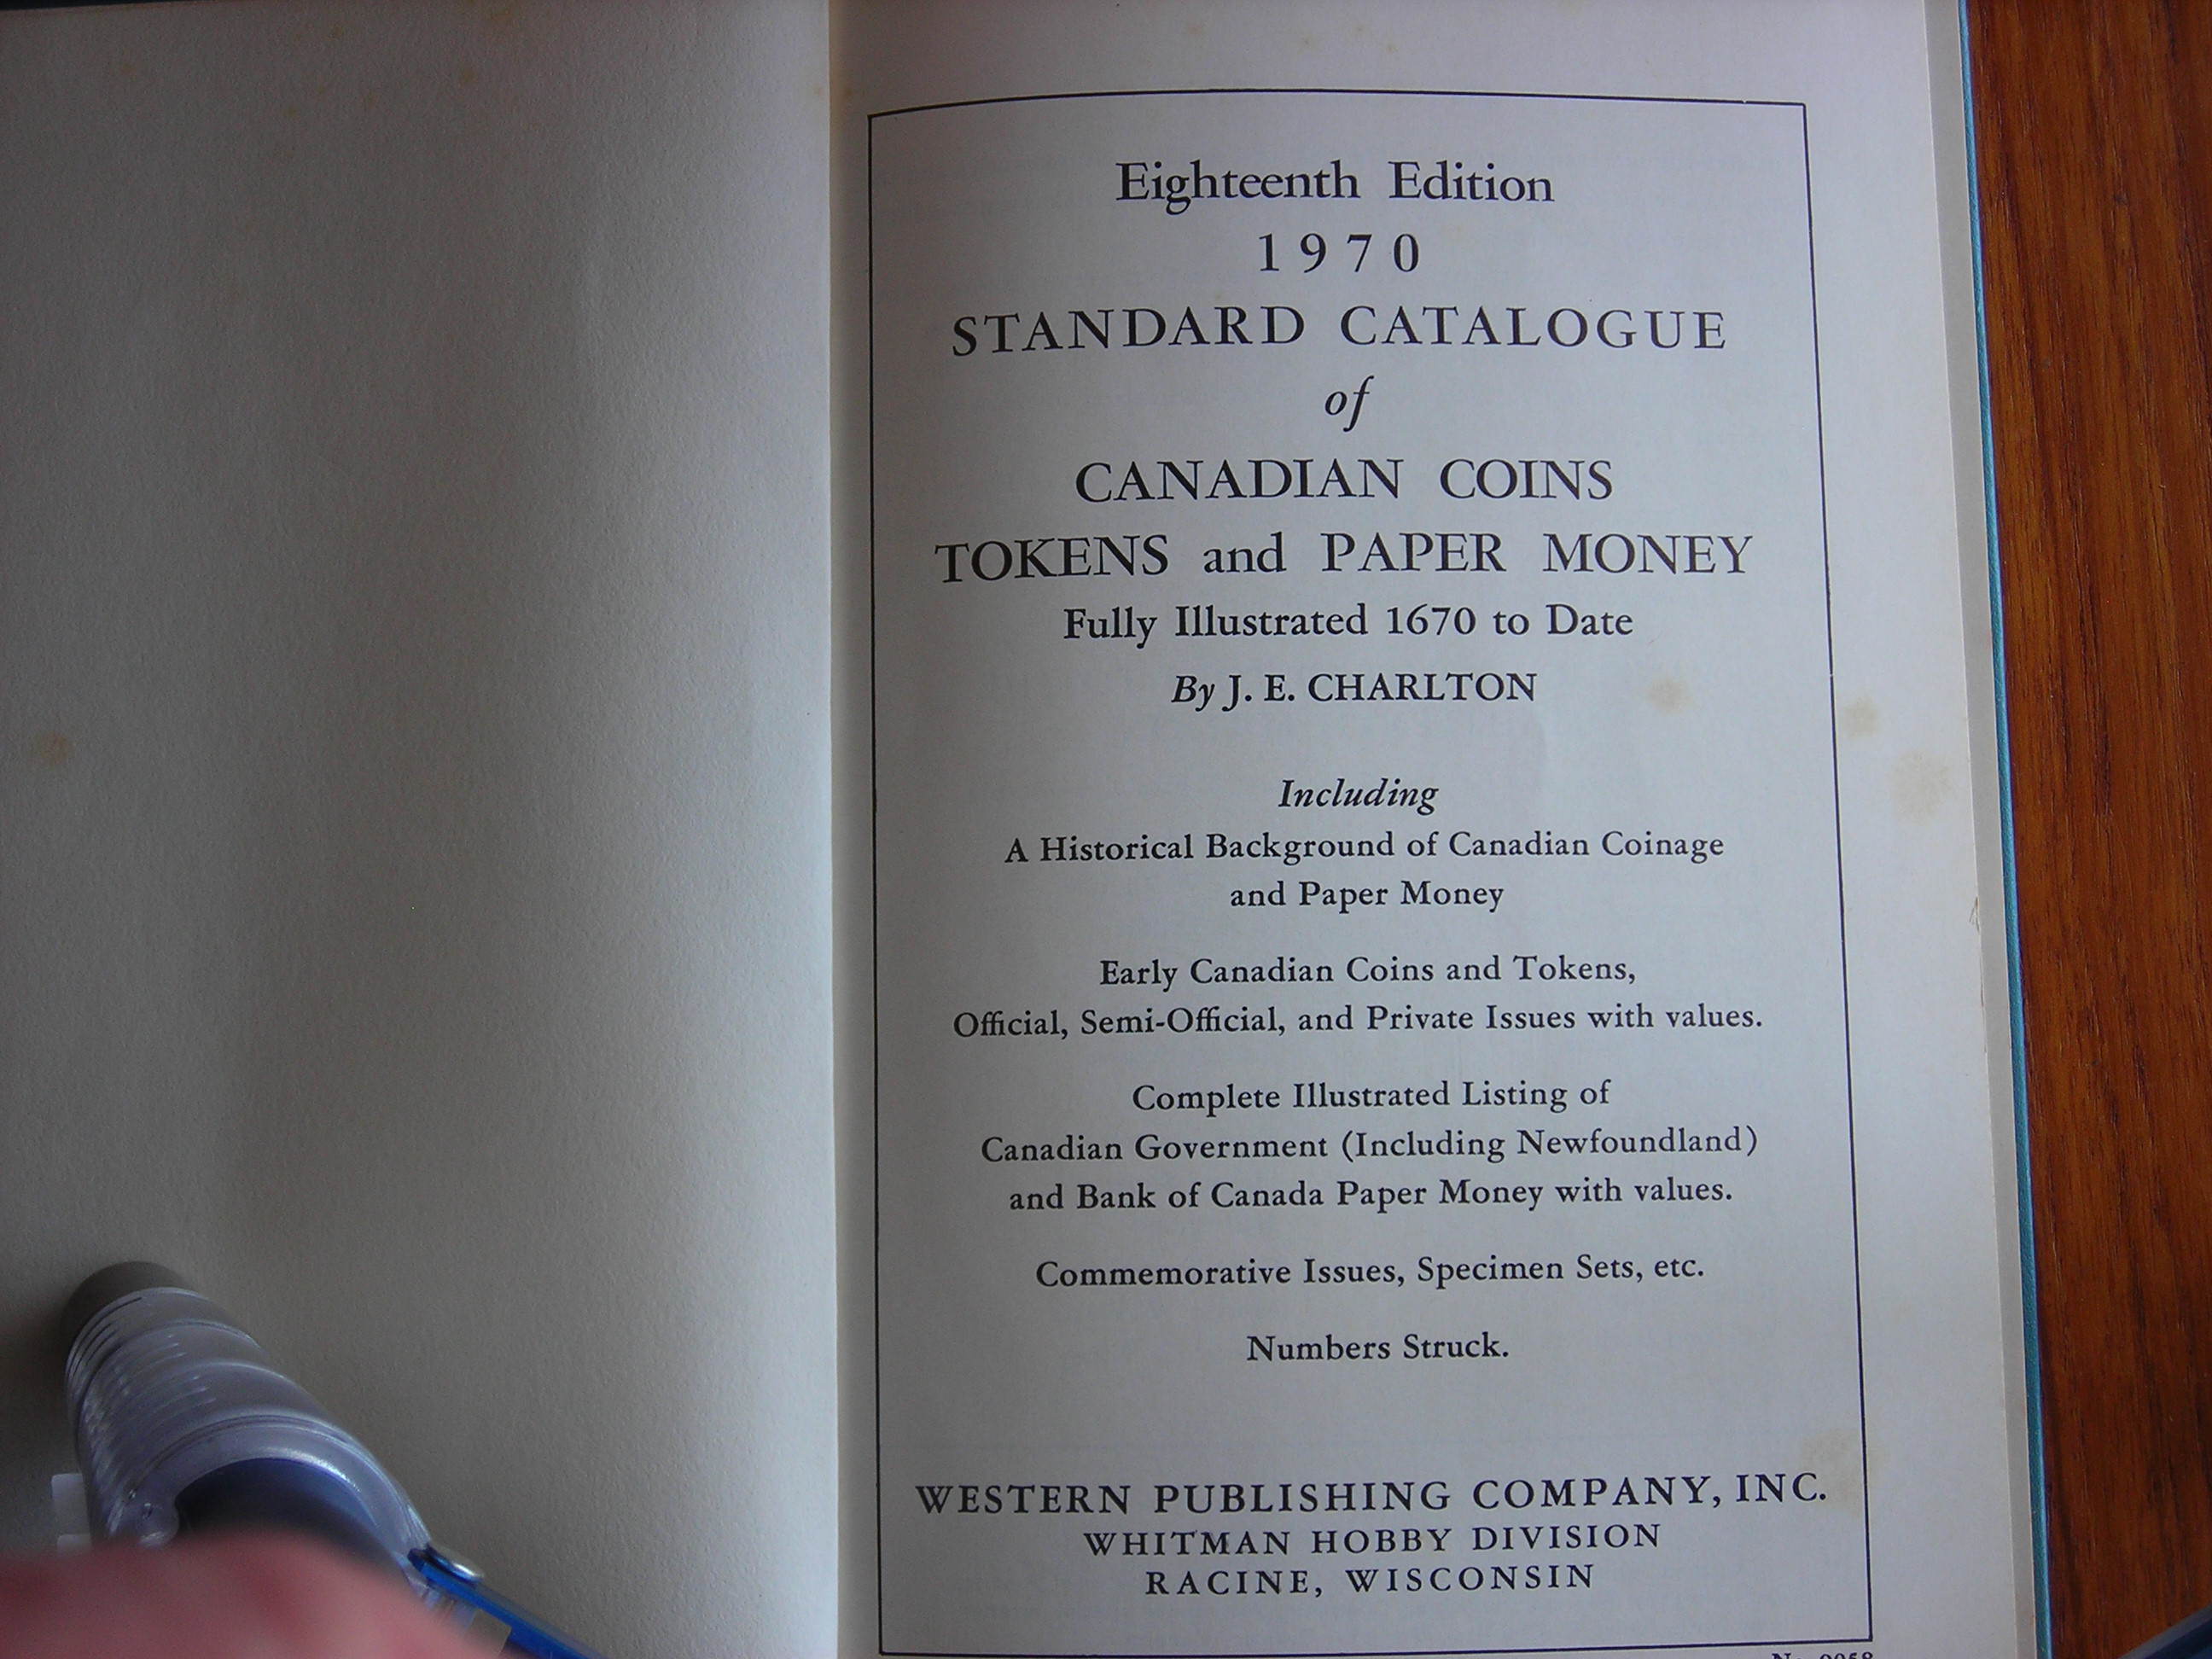 Eighteenth Edition
1970
STANDARD CATALOGUE
of
CANADIAN COINS
TOKENS and PAPER MONEY
Fully Illustrated 1670 to Date
By J. E. CHARLTON
Including
A Historical Background of Canadian Coinage
and Paper Money
Early Canadian Coins and Tokens,
Official, Semi-Official, and Private Issues with values.
Complete Illustrated Listing of
Canadian Government (Including Newfoundland)
and Bank of Canada Paper Money with values.
Commemorative Issues, Specimen Sets, etc.
Numbers Struck.
WESTERN PUBLISHING COMPANY, INC.
WHITMAN HOBBY DIVISION
RACINE, WISCONSIN